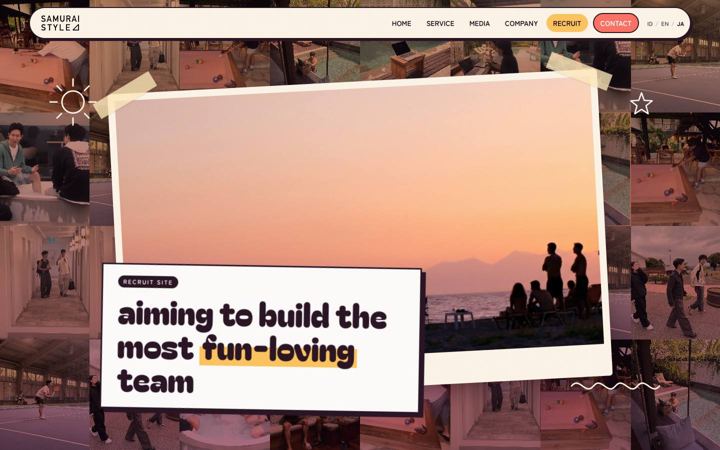 SAMURAI
STYLE
HOME SERVICE MEDIA COMPANY RECRUIT CONTACT ID / EN / JA
RECRUIT SITE
aiming to build the
most fun-loving
team